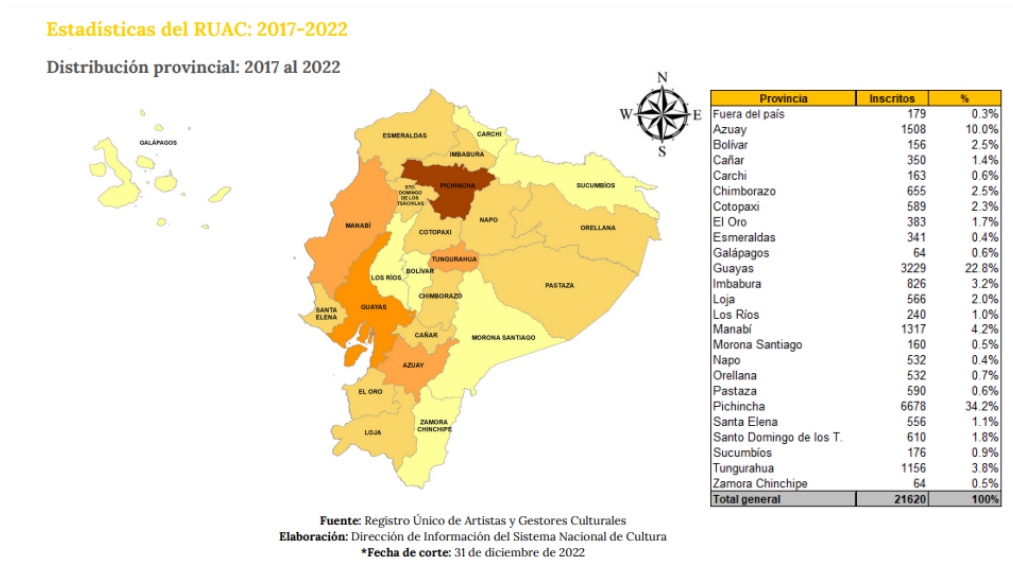 Estadísticas del RUAC: 2017-2022
Distribución provincial: 2017 al 2022
N
W E
S
GALÁPAGOS
ESMERALDAS
CARCHI
IMBABURA
PICHINCHA
SUCUMBÍOS
STO.
DOMINGO
DE LOS
TSÁCHILAS
MANABÍ
NAPO
ORELLANA
COTOPAXI
TUNGURAHUA
LOS RÍOS
BOLÍVAR
PASTAZA
CHIMBORAZO
SANTA
ELENA
GUAYAS
CAÑAR
MORONA SANTIAGO
AZUAY
EL ORO
ZAMORA
CHINCHIPE
LOJA
Provincia Inscritos %
Fuera del país 179 0.3%
Azuay 1508 10.0%
Bolívar 156 2.5%
Cañar 350 1.4%
Carchi 163 0.6%
Chimborazo 655 2.5%
Cotopaxi 589 2.3%
El Oro 383 1.7%
Esmeraldas 341 0.4%
Galápagos 64 0.6%
Guayas 3229 22.8%
Imbabura 826 3.2%
Loja 566 2.0%
Los Ríos 240 1.0%
Manabí 1317 4.2%
Morona Santiago 160 0.5%
Napo 532 0.4%
Orellana 532 0.7%
Pastaza 590 0.6%
Pichincha 6678 34.2%
Santa Elena 556 1.1%
Santo Domingo de los T. 610 1.8%
Sucumbíos 176 0.9%
Tungurahua 1156 3.8%
Zamora Chinchipe 64 0.5%
Total general 21620 100%
Fuente: Registro Único de Artistas y Gestores Culturales
Elaboración: Dirección de Información del Sistema Nacional de Cultura
*Fecha de corte: 31 de diciembre de 2022